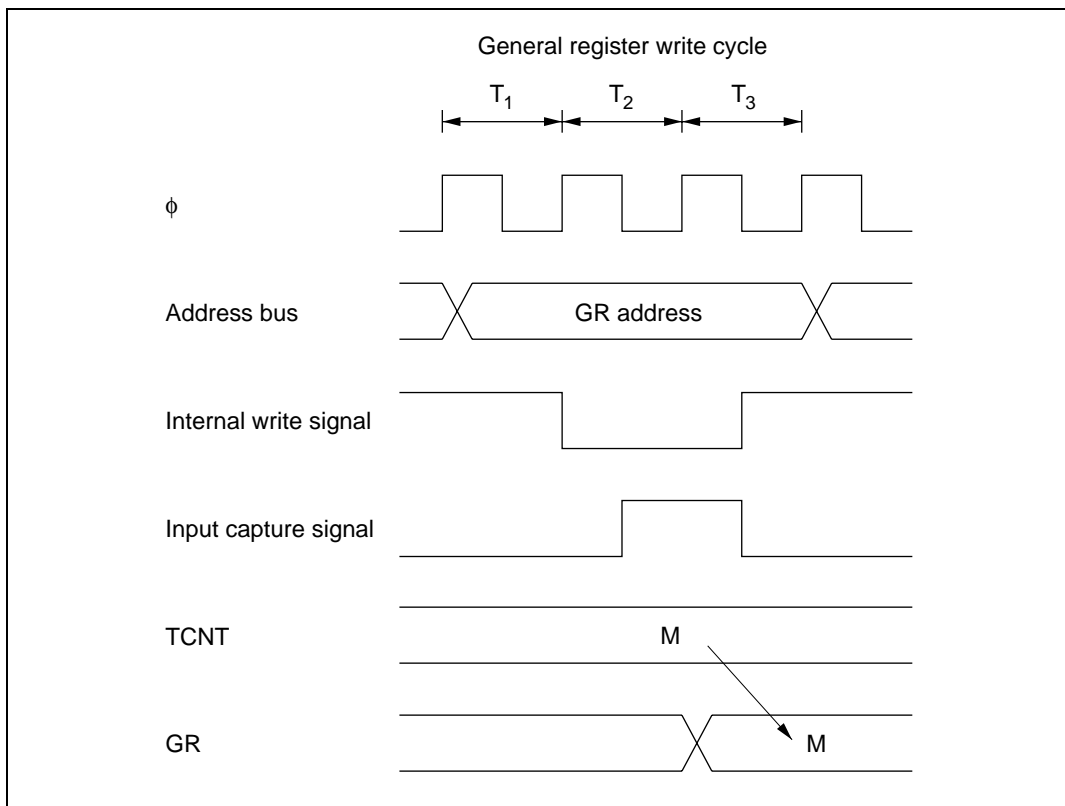 General register write cycle
T1 T2 T3
ϕ
Address bus GR address
Internal write signal
Input capture signal
TCNT M
GR M